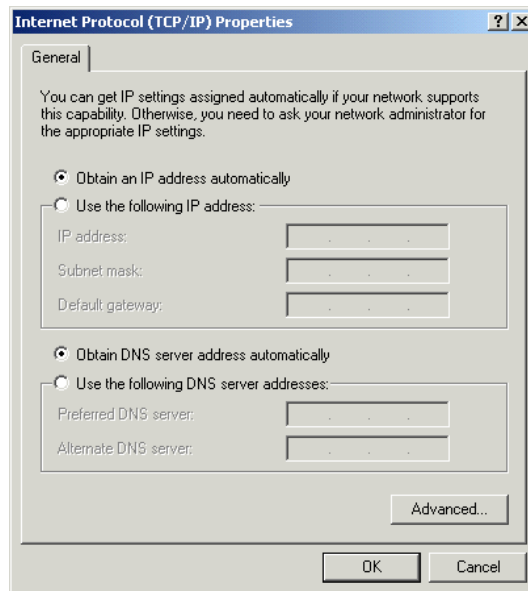 Internet Protocol (TCP/IP) Properties
General
You can get IP settings assigned automatically if your network supports
this capability. Otherwise, you need to ask your network administrator for
the appropriate IP settings.
Obtain an IP address automatically
Use the following IP address:
IP address:
Subnet mask:
Default gateway:
Obtain DNS server address automatically
Use the following DNS server addresses:
Preferred DNS server:
Alternate DNS server:
Advanced...
OK Cancel